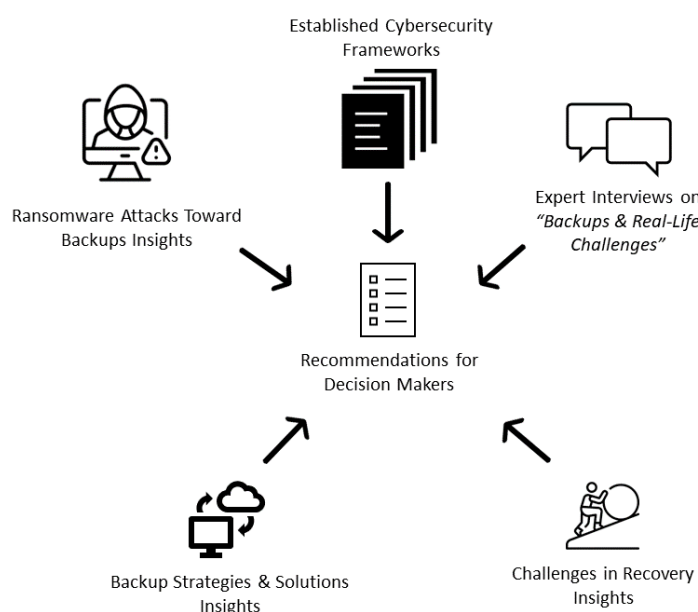 Established Cybersecurity
Frameworks
Ransomware Attacks Toward
Backups Insights
Expert Interviews on
“Backups & Real-Life
Challenges”
Recommendations for
Decision Makers
Backup Strategies & Solutions
Insights
Challenges in Recovery
Insights